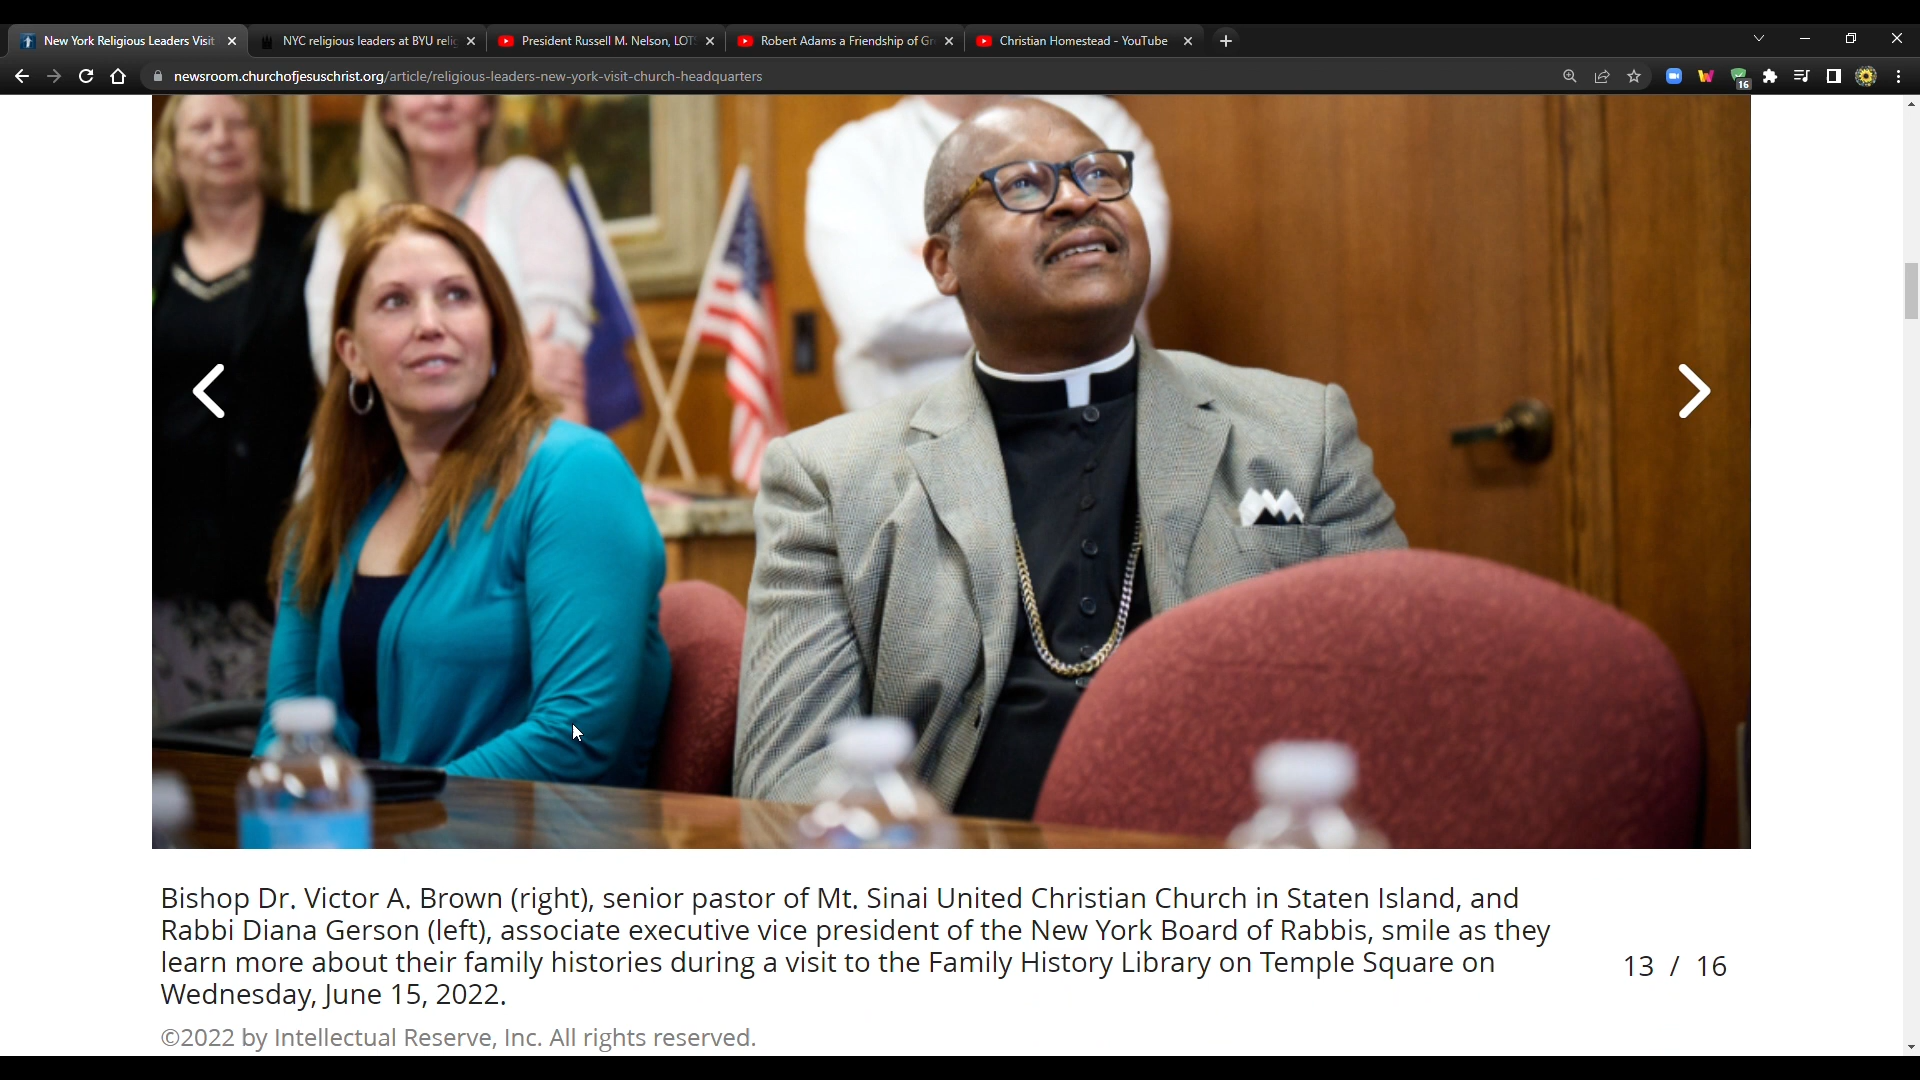 New York Religious Leaders Visit
NYC religious leaders at BYU reli
President Russell M. Nelson, LOT
Robert Adams a Friendship of Gr
Christian Homestead - YouTube
newsroom.churchofjesuschrist.org/article/religious-leaders-new-york-visit-church-headquarters
16
Bishop Dr. Victor A. Brown (right), senior pastor of Mt. Sinai United Christian Church in Staten Island, and
Rabbi Diana Gerson (left), associate executive vice president of the New York Board of Rabbis, smile as they
learn more about their family histories during a visit to the Family History Library on Temple Square on
Wednesday, June 15, 2022.
13 / 16
©2022 by Intellectual Reserve, Inc. All rights reserved.